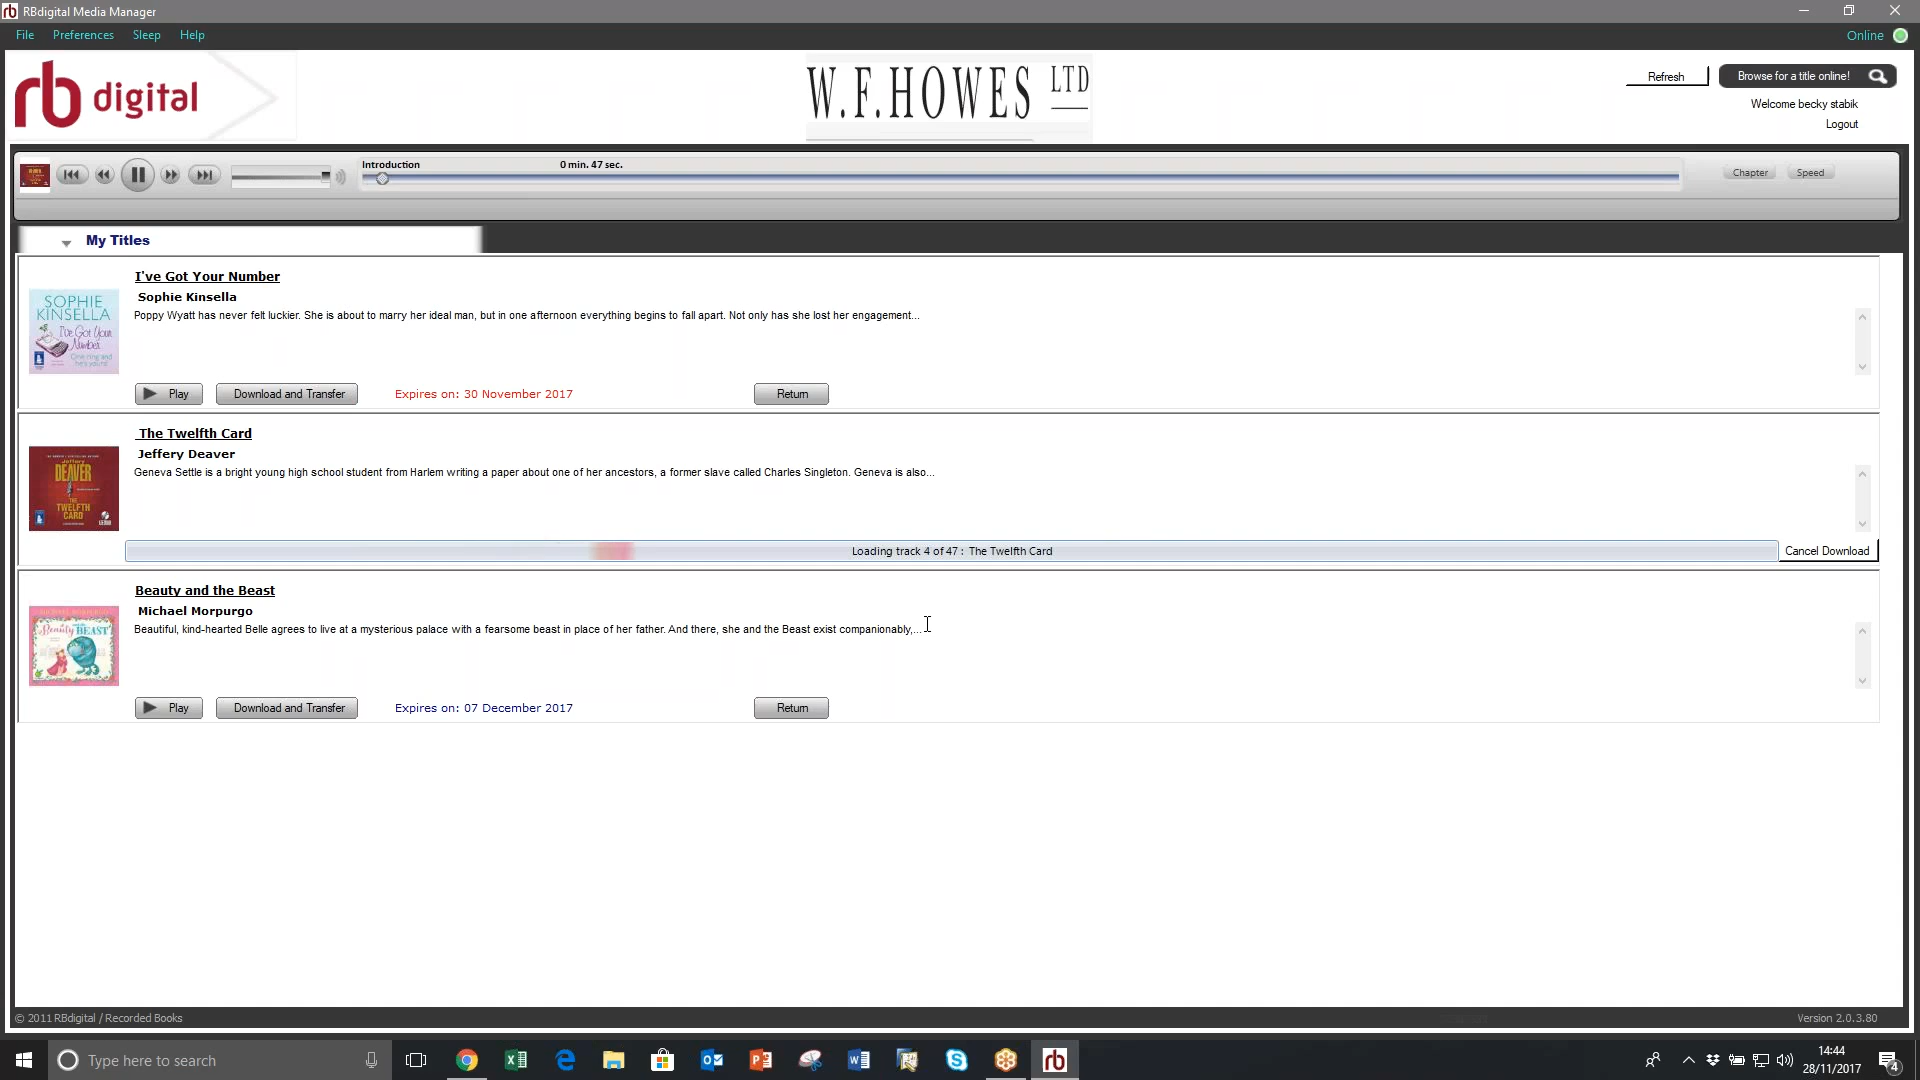 RBdigital Media Manager
File Preferences Sleep Help Online
rb digital
W.F.HOWES LTD
Refresh Browse for a title online!
Welcome becky stabik
Logout
Introduction 0 min. 47 sec.
Chapter Speed
My Titles
I've Got Your Number
Sophie Kinsella
Poppy Wyatt has never felt luckier. She is about to marry her ideal man, but in one afternoon everything begins to fall apart. Not only has she lost her engagement...
SOPHIE
KINSELLA
I've Got Your
Number
One ring and
he's yours!
Play Download and Transfer Expires on: 30 November 2017 Return
The Twelfth Card
Jeffery Deaver
Geneva Settle is a bright young high school student from Harlem writing a paper about one of her ancestors, a former slave called Charles Singleton. Geneva is also...
Jeffery
DEAVER
THE
TWELFTH
CARD
Loading track 4 of 47 : The Twelfth Card Cancel Download
Beauty and the Beast
Michael Morpurgo
Beautiful, kind-hearted Belle agrees to live at a mysterious palace with a fearsome beast in place of her father. And there, she and the Beast exist companionably,...
MICHAEL MORPURGO
Beauty and the BEAST
Play Download and Transfer Expires on: 07 December 2017 Return
© 2011 RBdigital / Recorded Books Version 2.0.3.80
Type here to search
14:44
28/11/2017
4